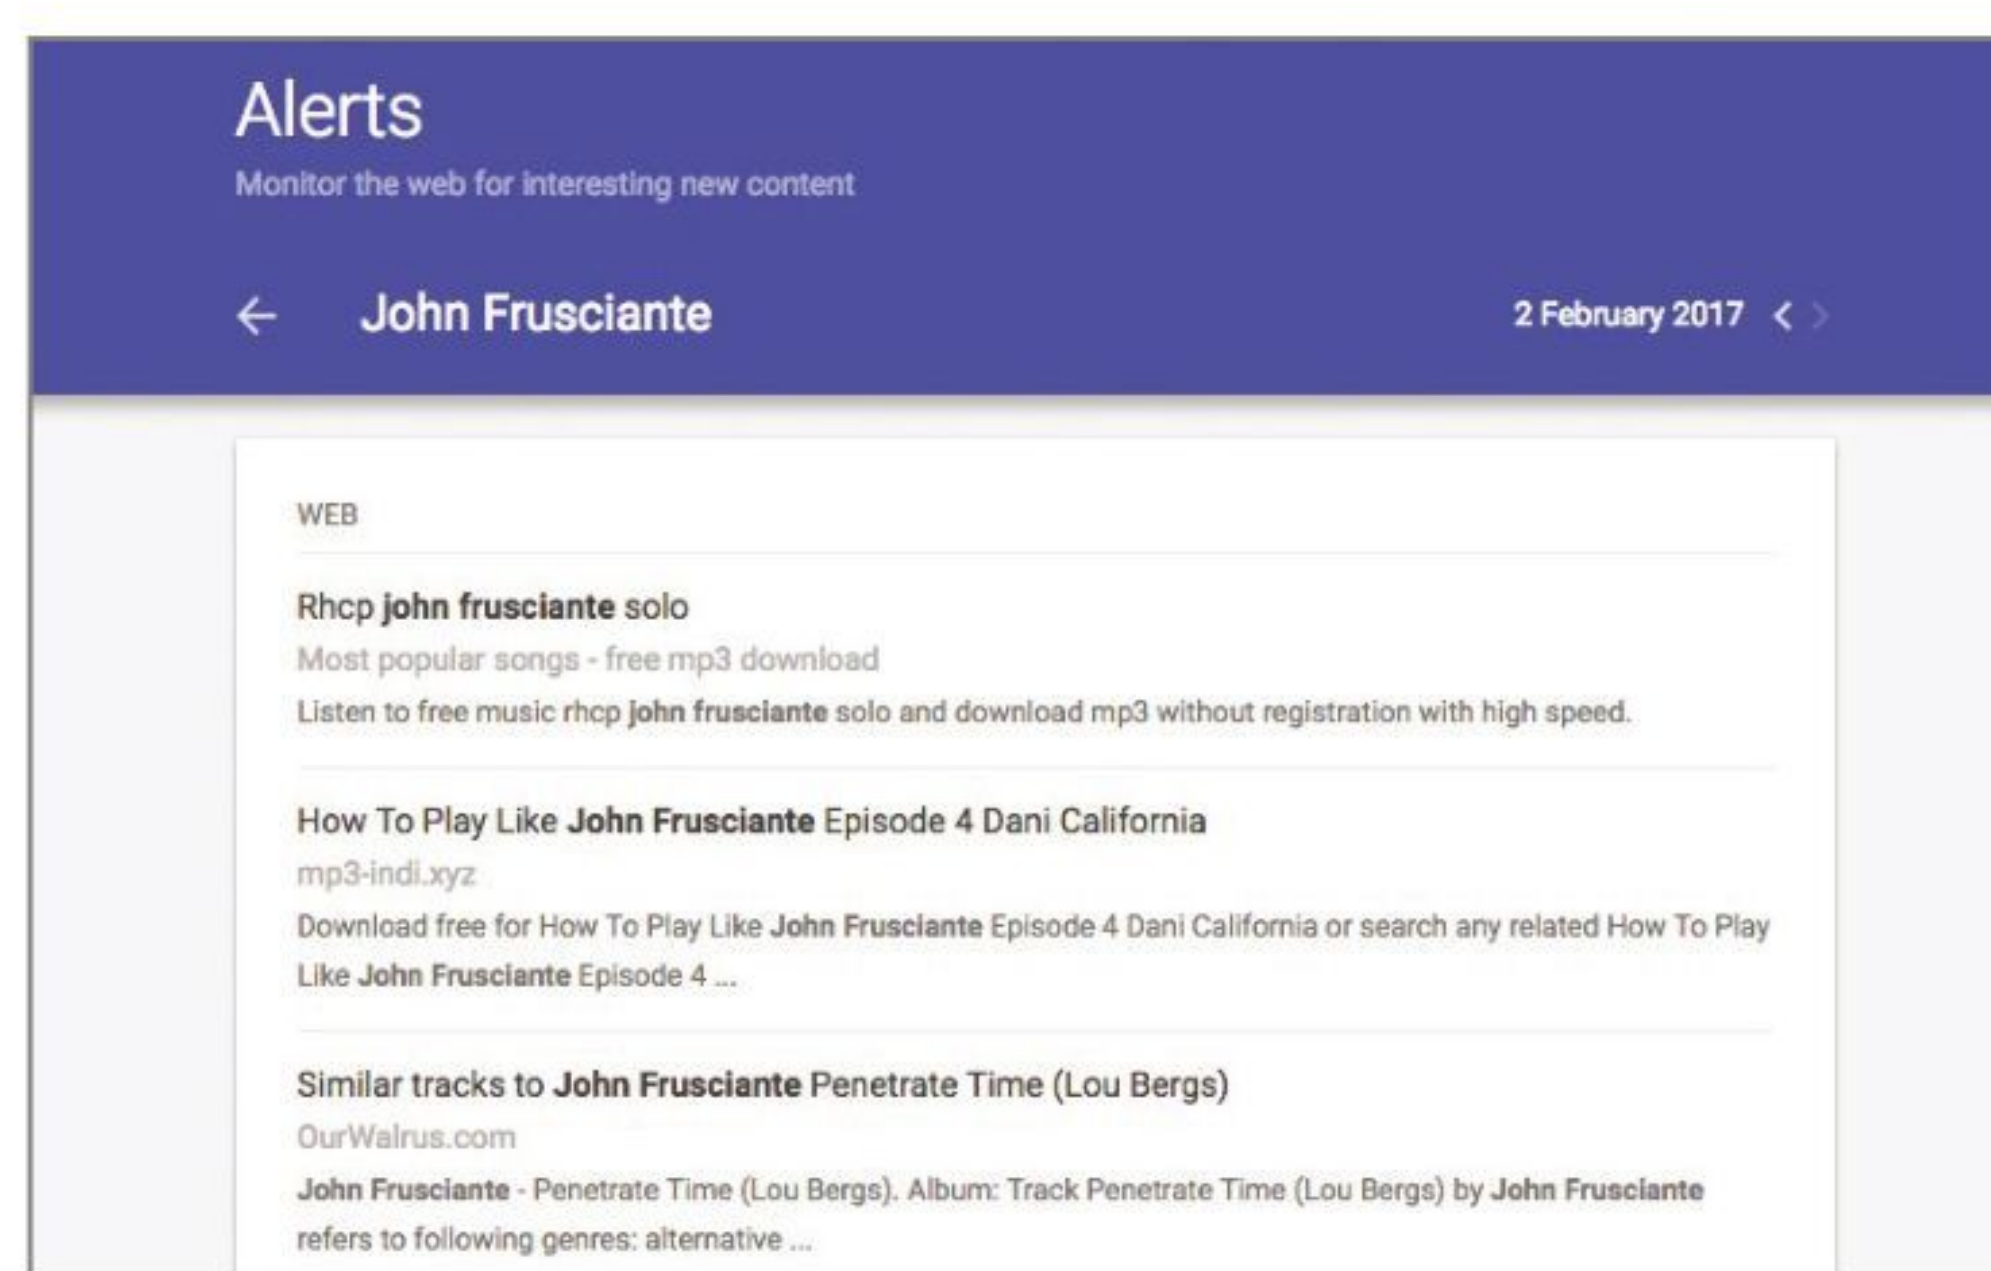 Alerts
Monitor the web for interesting new content
John Frusciante
2 February 2017
WEB
Rhcp john frusciante solo
Most popular songs - free mp3 download
Listen to free music rhcp john frusciante solo and download mp3 without registration with high speed.
How To Play Like John Frusciante Episode 4 Dani California
mp3-indi.xyz
Download free for How To Play Like John Frusciante Episode 4 Dani California or search any related How To Play
Like John Frusciante Episode 4 ...
Similar tracks to John Frusciante Penetrate Time (Lou Bergs)
OurWalrus.com
John Frusciante - Penetrate Time (Lou Bergs). Album: Track Penetrate Time (Lou Bergs) by John Frusciante
refers to following genres: alternative ...